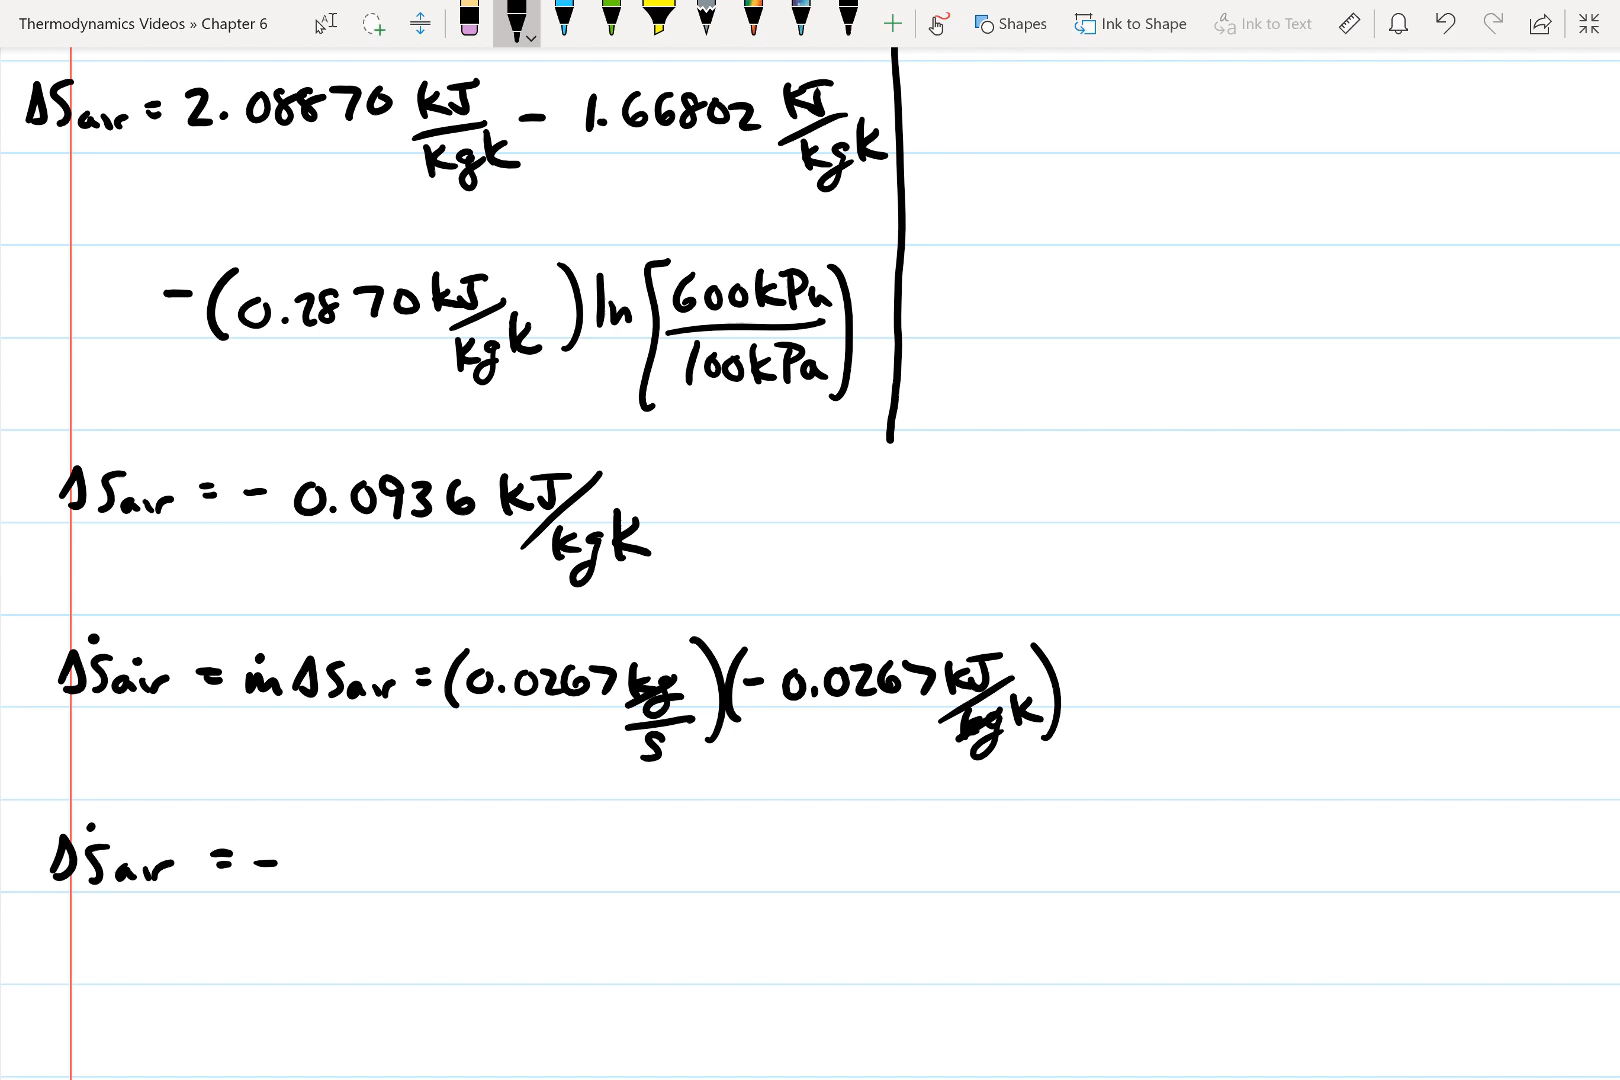 Thermodynamics Videos » Chapter 6
Shapes
Ink to Shape
Ink to Text
ΔSair = 2.08870 kJ/kgK - 1.66802 kJ/kgK
-(0.2870 kJ/kgK) ln [600kPa/100kPa)
ΔSair = - 0.0936 kJ/kgK
ΔṠair = ṁ ΔSair = (0.0267 kg/s)(- 0.0267 kJ/kgK)
ΔṠair = -